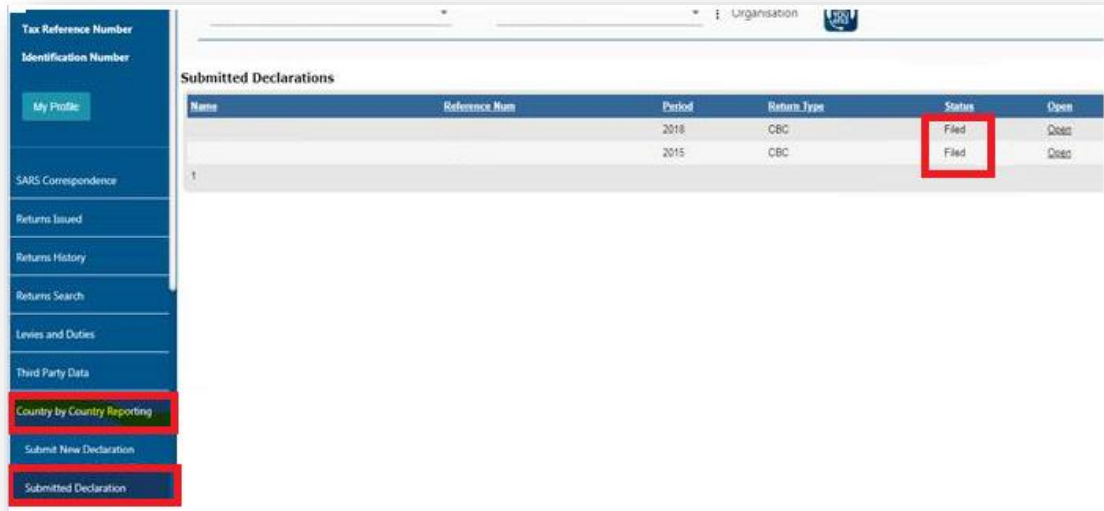 Tax Reference Number
Identification Number
My Profile
SARS Correspondence
Returns Issued
Returns History
Returns Search
Levies and Duties
Third Party Data
Country by Country Reporting
Submit New Declaration
Submitted Declaration
Organisation
Submitted Declarations
Name Reference Num Period Return Type Status Open
2018 CBC Filed Open
2015 CBC Filed Open
1